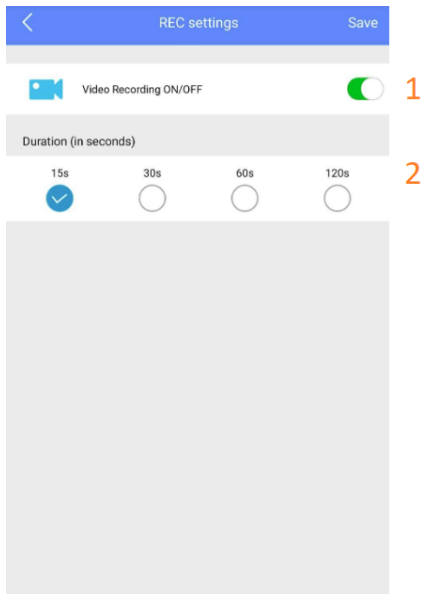 REC settings Save
Video Recording ON/OFF 1
Duration (in seconds)
15s 30s 60s 120s 2